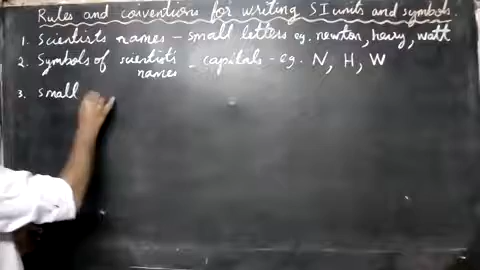 Rules and conventions for writing SI units and symbols.
1. Scientists names - small letters eg. newton, henry, watt
2. Symbols of scientists names - capitals - eg. N, H, W
3. small